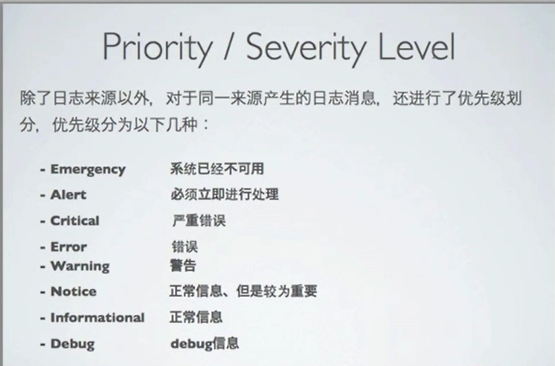 Priority / Severity Level
除了日志来源以外，对于同一来源产生的日志消息，还进行了优先级划
分，优先级分为以下几种：
- Emergency 系统已经不可用
- Alert 必须立即进行处理
- Critical 严重错误
- Error 错误
- Warning 警告
- Notice 正常信息、但是较为重要
- Informational 正常信息
- Debug debug信息